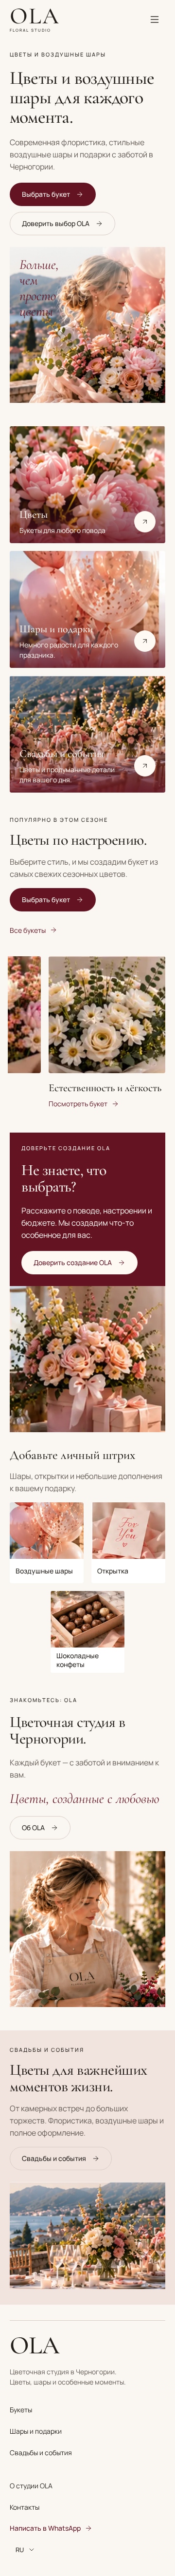 OLA
FLORAL STUDIO
ЦВЕТЫ И ВОЗДУШНЫЕ ШАРЫ
Цветы и воздушные
шары для каждого
момента.
Современная флористика, стильные
воздушные шары и подарки с заботой в
Черногории.
Выбрать букет
Доверить выбор OLA
Больше,
чем
просто
цветы
Цветы
Букеты для любого повода
Шары и подарки
Немного радости для каждого
праздника.
Свадьбы и события
Цветы и продуманные детали
для вашего дня.
ПОПУЛЯРНО В ЭТОМ СЕЗОНЕ
Цветы по настроению.
Выберите стиль, и мы создадим букет из
самых свежих сезонных цветов.
Выбрать букет
Все букеты
Естественность и лёгкость
Посмотреть букет
ДОВЕРЬТЕ СОЗДАНИЕ OLA
Не знаете, что
выбрать?
Расскажите о поводе, настроении и
бюджете. Мы создадим что-то
особенное для вас.
Доверить создание OLA
Добавьте личный штрих
Шары, открытки и небольшие дополнения
к вашему подарку.
Воздушные шары
Открытка
For
You
Шоколадные
конфеты
ЗНАКОМЬТЕСЬ: OLA
Цветочная студия в
Черногории.
Каждый букет — с заботой и вниманием к
вам.
Цветы, созданные с любовью
Об OLA
OLA
СВАДЬБЫ И СОБЫТИЯ
Цветы для важнейших
моментов жизни.
От камерных встреч до больших
торжеств. Флористика, воздушные шары и
полное оформление.
Свадьбы и события
OLA
Цветочная студия в Черногории.
Цветы, шары и особенные моменты.
Букеты
Шары и подарки
Свадьбы и события
О студии OLA
Контакты
Написать в WhatsApp
RU